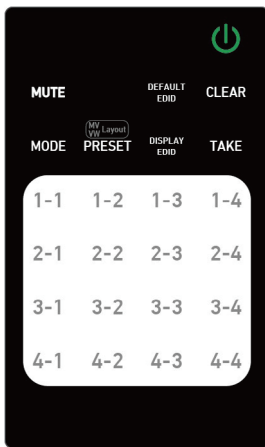 MUTE DEFAULT EDID CLEAR
MV VW Layout
MODE PRESET DISPLAY EDID TAKE
1-1 1-2 1-3 1-4
2-1 2-2 2-3 2-4
3-1 3-2 3-3 3-4
4-1 4-2 4-3 4-4